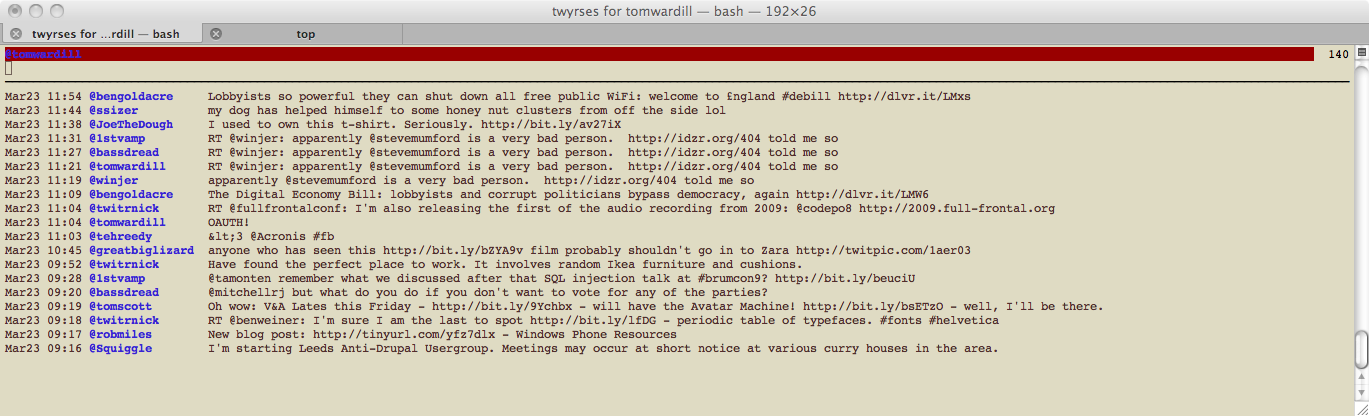 twyrses for tomwardill — bash — 192×26
twyrses for ...rdill — bash top
@tomwardill 140
Mar23 11:54 @bengoldacre Lobbyists so powerful they can shut down all free public WiFi: welcome to £ngland #debill http://dlvr.it/LMxs
Mar23 11:44 @ssizer my dog has helped himself to some honey nut clusters from off the side lol
Mar23 11:38 @JoeTheDough I used to own this t-shirt. Seriously. http://bit.ly/av27iX
Mar23 11:31 @1stvamp RT @winjer: apparently @stevemumford is a very bad person.  http://idzr.org/404 told me so
Mar23 11:27 @bassdread RT @winjer: apparently @stevemumford is a very bad person.  http://idzr.org/404 told me so
Mar23 11:21 @tomwardill RT @winjer: apparently @stevemumford is a very bad person.  http://idzr.org/404 told me so
Mar23 11:19 @winjer apparently @stevemumford is a very bad person.  http://idzr.org/404 told me so
Mar23 11:09 @bengoldacre The Digital Economy Bill: lobbyists and corrupt politicians bypass democracy, again http://dlvr.it/LMW6
Mar23 11:04 @twitrnick RT @fullfrontalconf: I'm also releasing the first of the audio recording from 2009: @codepo8 http://2009.full-frontal.org
Mar23 11:04 @tomwardill OAUTH!
Mar23 11:03 @tehreedy &lt;3 @Acronis #fb
Mar23 10:45 @greatbiglizard anyone who has seen this http://bit.ly/bZYA9v film probably shouldn't go in to Zara http://twitpic.com/1aer03
Mar23 09:52 @twitrnick Have found the perfect place to work. It involves random Ikea furniture and cushions.
Mar23 09:28 @1stvamp @tamonten remember what we discussed after that SQL injection talk at #brumcon9? http://bit.ly/beuciU
Mar23 09:20 @bassdread @mitchellrj but what do you do if you don't want to vote for any of the parties?
Mar23 09:19 @tomscott Oh wow: V&A Lates this Friday - http://bit.ly/9Ychbx - will have the Avatar Machine! http://bit.ly/bsETzO - well, I'll be there.
Mar23 09:18 @twitrnick RT @benweiner: I'm sure I am the last to spot http://bit.ly/lfDG - periodic table of typefaces. #fonts #helvetica
Mar23 09:17 @robmiles New blog post: http://tinyurl.com/yfz7dlx - Windows Phone Resources
Mar23 09:16 @Squiggle I'm starting Leeds Anti-Drupal Usergroup. Meetings may occur at short notice at various curry houses in the area.